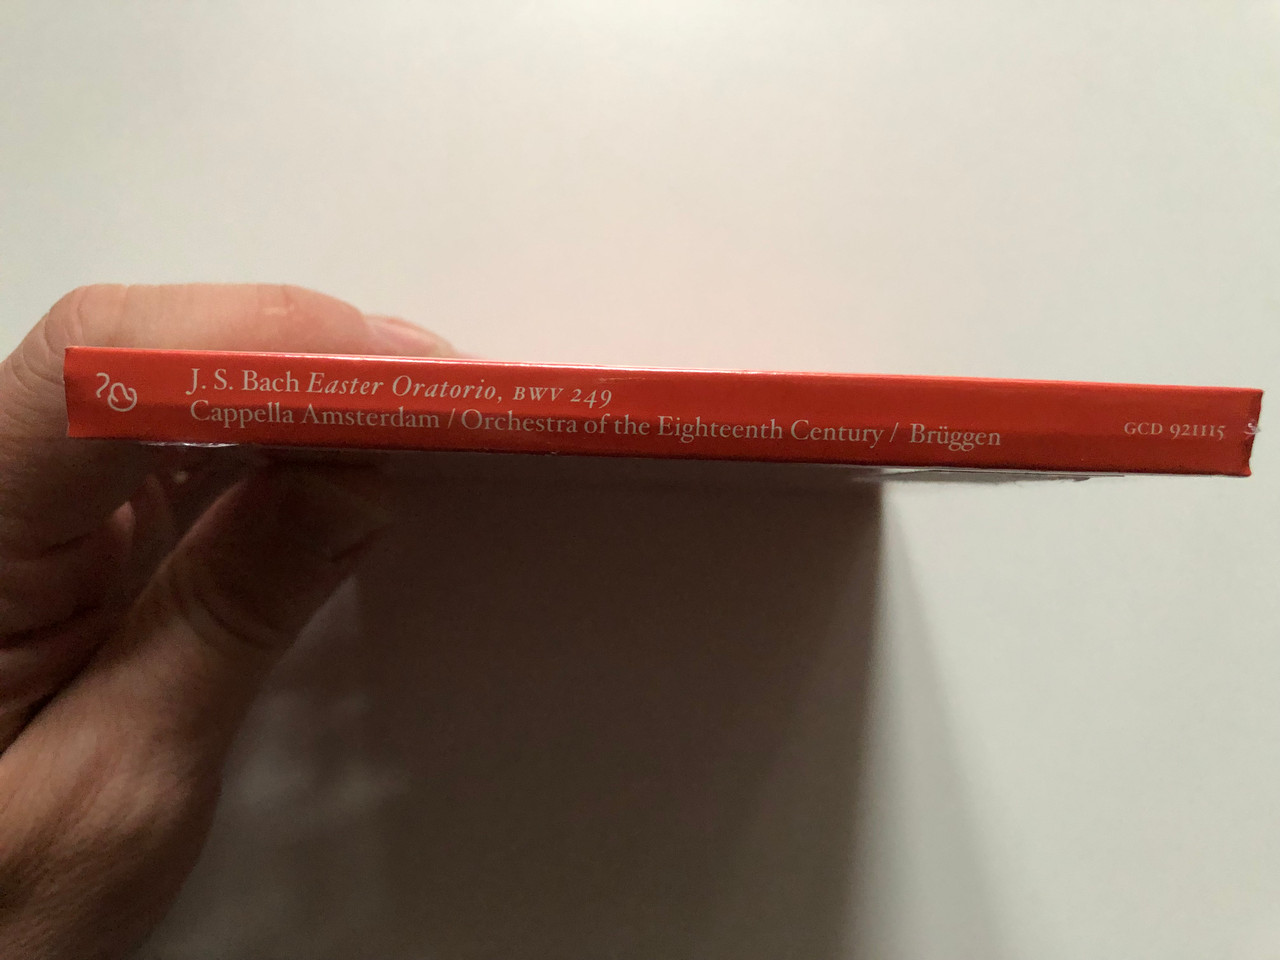 J. S. Bach Easter Oratorio, BWV 249
Cappella Amsterdam / Orchestra of the Eighteenth Century / Brüggen
GCD 921115